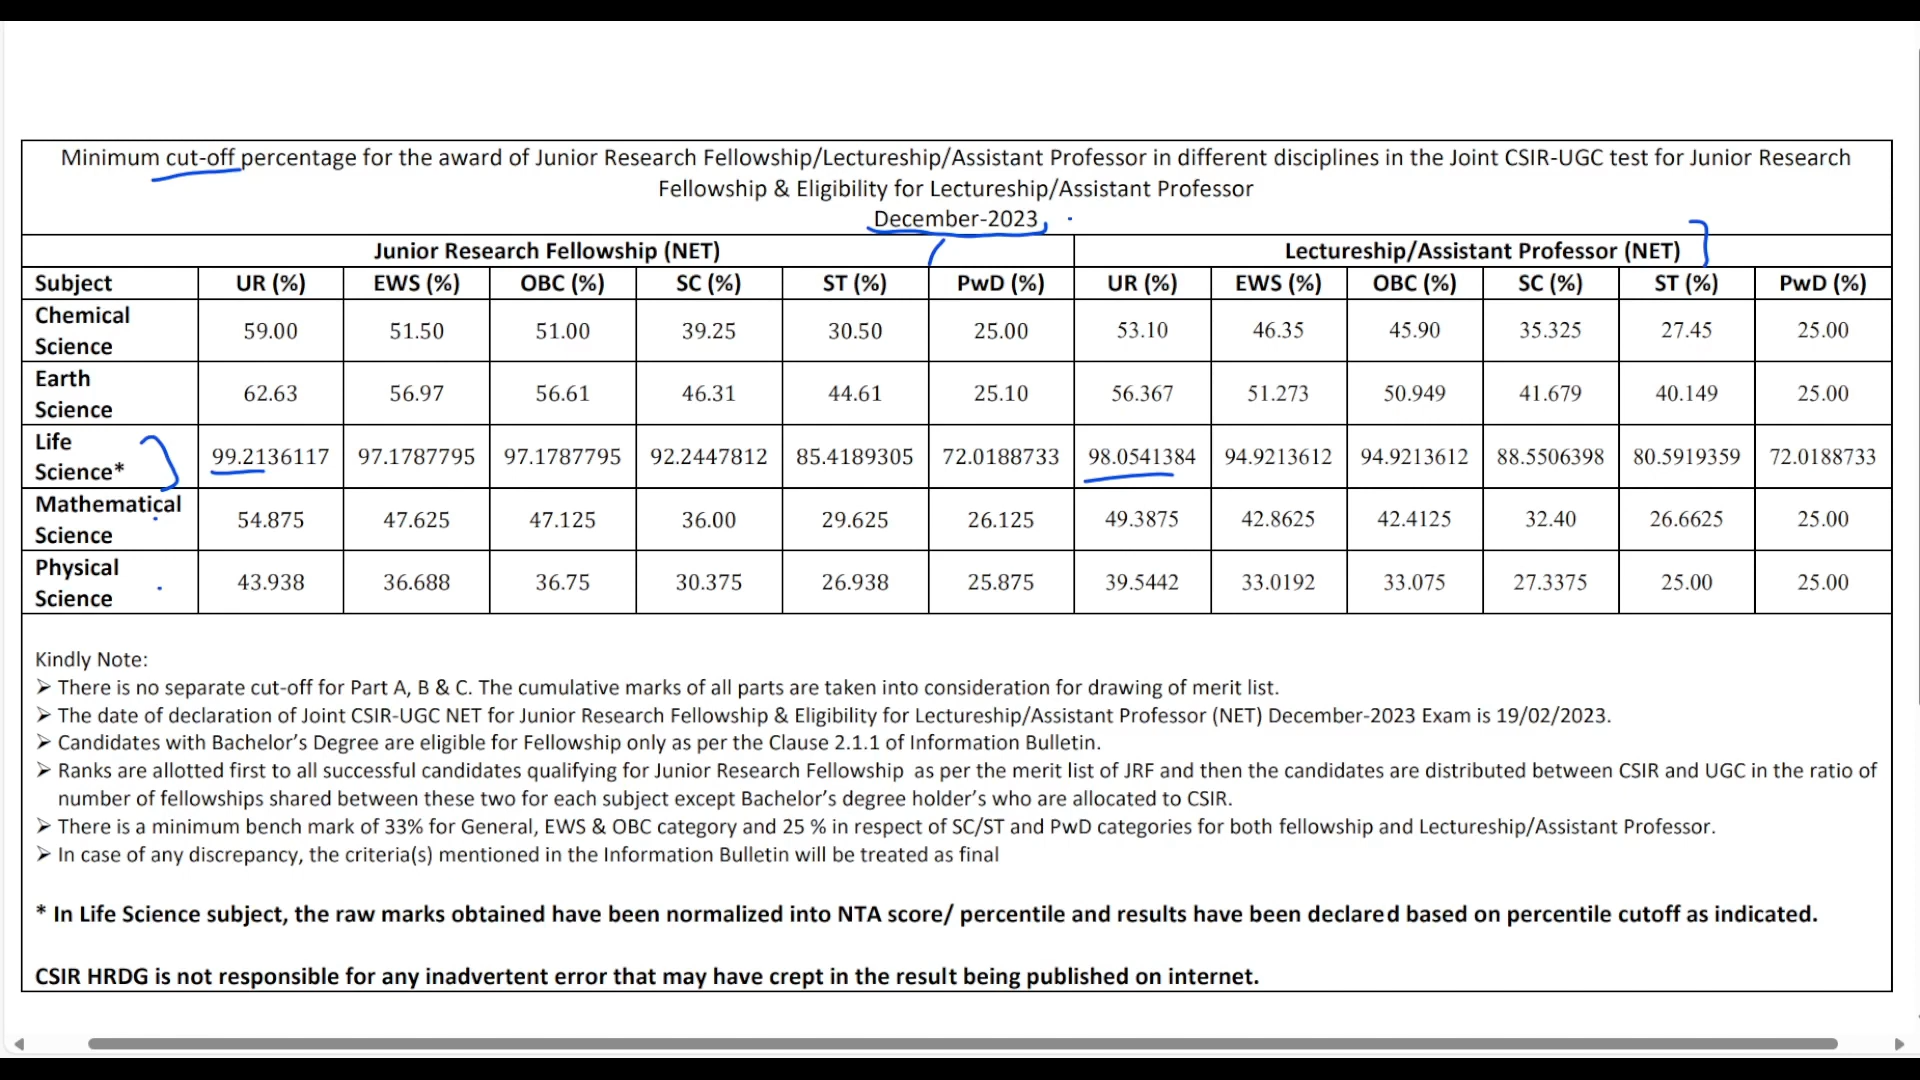 Minimum cut-off percentage for the award of Junior Research Fellowship/Lectureship/Assistant Professor in different disciplines in the Joint CSIR-UGC test for Junior Research
Fellowship & Eligibility for Lectureship/Assistant Professor
December-2023
Junior Research Fellowship (NET) Lectureship/Assistant Professor (NET)
Subject UR (%) EWS (%) OBC (%) SC (%) ST (%) PwD (%) UR (%) EWS (%) OBC (%) SC (%) ST (%) PwD (%)
Chemical
Science 59.00 51.50 51.00 39.25 30.50 25.00 53.10 46.35 45.90 35.325 27.45 25.00
Earth
Science 62.63 56.97 56.61 46.31 44.61 25.10 56.367 51.273 50.949 41.679 40.149 25.00
Life
Science* 99.2136117 97.1787795 97.1787795 92.2447812 85.4189305 72.0188733 98.0541384 94.9213612 94.9213612 88.5506398 80.5919359 72.0188733
Mathematical
Science 54.875 47.625 47.125 36.00 29.625 26.125 49.3875 42.8625 42.4125 32.40 26.6625 25.00
Physical
Science 43.938 36.688 36.75 30.375 26.938 25.875 39.5442 33.0192 33.075 27.3375 25.00 25.00
Kindly Note:
➢ There is no separate cut-off for Part A, B & C. The cumulative marks of all parts are taken into consideration for drawing of merit list.
➢ The date of declaration of Joint CSIR-UGC NET for Junior Research Fellowship & Eligibility for Lectureship/Assistant Professor (NET) December-2023 Exam is 19/02/2023.
➢ Candidates with Bachelor's Degree are eligible for Fellowship only as per the Clause 2.1.1 of Information Bulletin.
➢ Ranks are allotted first to all successful candidates qualifying for Junior Research Fellowship as per the merit list of JRF and then the candidates are distributed between CSIR and UGC in the ratio of
number of fellowships shared between these two for each subject except Bachelor's degree holder's who are allocated to CSIR.
➢ There is a minimum bench mark of 33% for General, EWS & OBC category and 25 % in respect of SC/ST and PwD categories for both fellowship and Lectureship/Assistant Professor.
➢ In case of any discrepancy, the criteria(s) mentioned in the Information Bulletin will be treated as final
* In Life Science subject, the raw marks obtained have been normalized into NTA score/ percentile and results have been declared based on percentile cutoff as indicated.
CSIR HRDG is not responsible for any inadvertent error that may have crept in the result being published on internet.